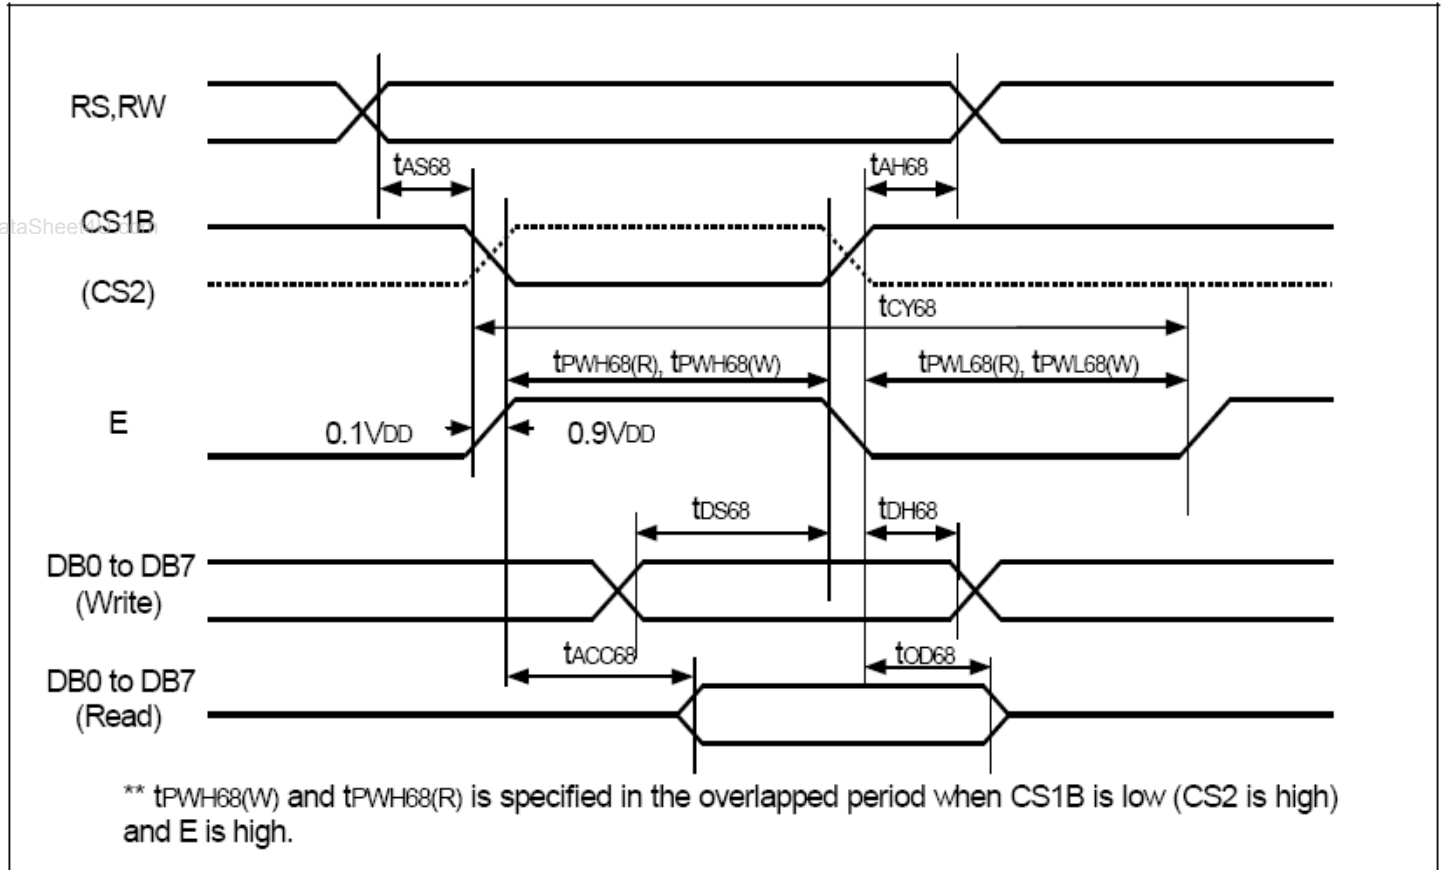 RS,RW
tAS68
tAH68
CS1B
(CS2)
tCY68
tPWH68(R), tPWH68(W)
tPWL68(R), tPWL68(W)
E
0.1VDD
0.9VDD
tDS68
tDH68
DB0 to DB7
(Write)
tACC68
tOD68
DB0 to DB7
(Read)
** tPWH68(W) and tPWH68(R) is specified in the overlapped period when CS1B is low (CS2 is high)
and E is high.